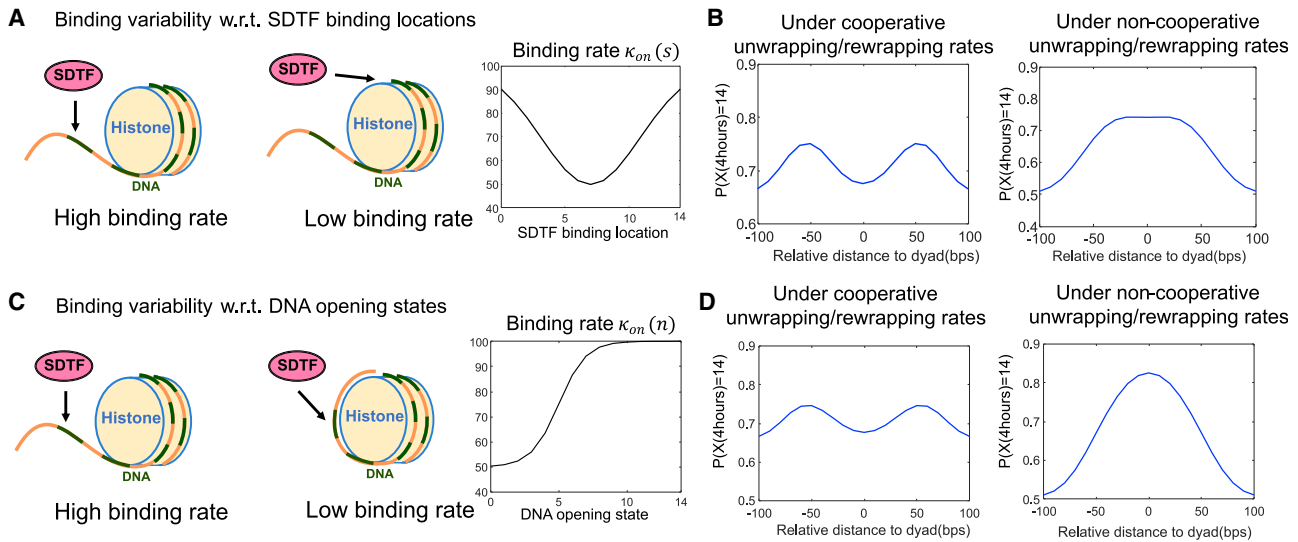 A
Binding variability w.r.t. SDTF binding locations
SDTF
Histone
DNA
High binding rate
SDTF
Histone
DNA
Low binding rate
Binding rate κ_on (s)
100
90
80
70
60
50
40
0
7
14
SDTF binding location
B
Under cooperative
unwrapping/rewrapping rates
P(X(4hours)=14)
0.9
0.8
0.7
0.6
-100
-50
0
50
100
Relative distance to dyad(bps)
Under non-cooperative
unwrapping/rewrapping rates
P(X(4hours)=14)
0.9
0.8
0.7
0.6
0.5
0.4
-100
-50
0
50
100
Relative distance to dyad(bps)
C
Binding variability w.r.t. DNA opening states
SDTF
Histone
DNA
High binding rate
SDTF
Histone
DNA
Low binding rate
Binding rate κ_on (n)
100
90
80
70
60
50
40
0
5
10
14
DNA opening state
D
Under cooperative
unwrapping/rewrapping rates
P(X(4hours)=14)
0.9
0.8
0.7
0.6
0.5
-100
-50
0
50
100
Relative distance to dyad(bps)
Under non-cooperative
unwrapping/rewrapping rates
P(X(4hours)=14)
0.9
0.8
0.7
0.6
0.5
-100
-50
0
50
100
Relative distance to dyad(bps)